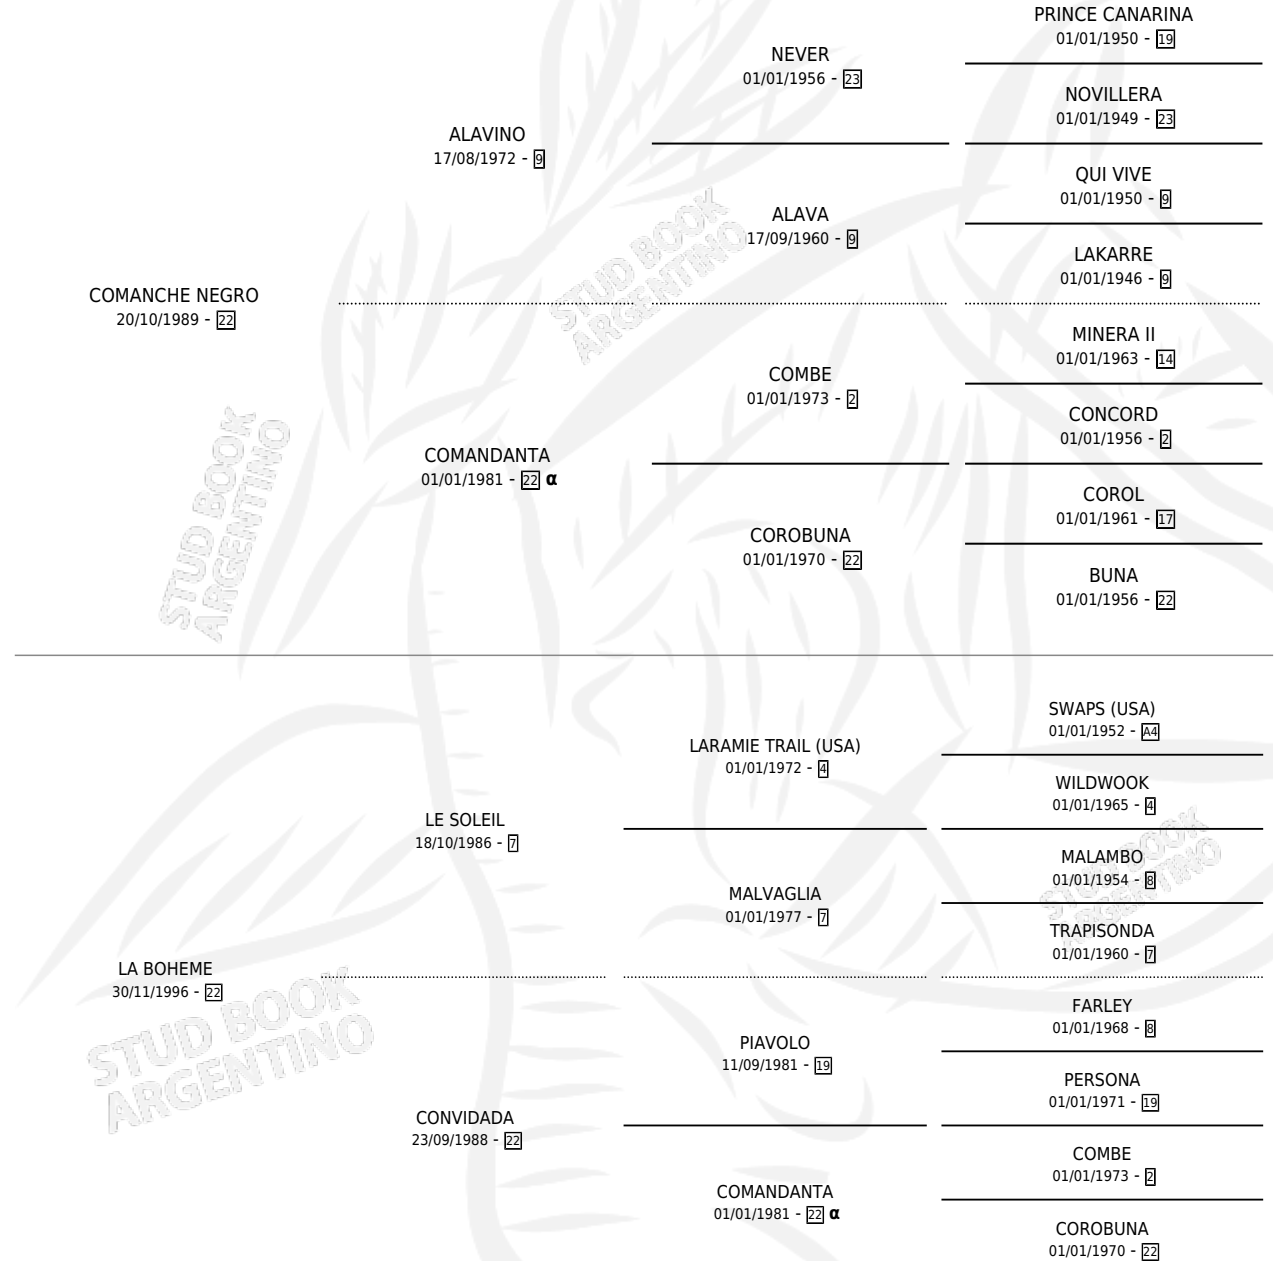 PRINCE CANARINA
01/01/1950 - 19
NEVER
01/01/1956 - 23
NOVILLERA
01/01/1949 - 23
ALAVINO
17/08/1972 - 9
QUI VIVE
01/01/1950 - 9
ALAVA
17/09/1960 - 9
LAKARRE
01/01/1946 - 9
COMANCHE NEGRO
20/10/1989 - 22
MINERA II
01/01/1963 - 14
COMBE
01/01/1973 - 2
CONCORD
01/01/1956 - 2
COMANDANTA
01/01/1981 - 22 α
COROL
01/01/1961 - 17
COROBUNA
01/01/1970 - 22
BUNA
01/01/1956 - 22
SWAPS (USA)
01/01/1952 - A4
LARAMIE TRAIL (USA)
01/01/1972 - 4
WILDWOOK
01/01/1965 - 4
LE SOLEIL
18/10/1986 - 7
MALAMBO
01/01/1954 - 8
MALVAGLIA
01/01/1977 - 7
TRAPISONDA
01/01/1960 - 7
LA BOHEME
30/11/1996 - 22
FARLEY
01/01/1968 - 8
PIAVOLO
11/09/1981 - 19
PERSONA
01/01/1971 - 19
CONVIDADA
23/09/1988 - 22
COMBE
01/01/1973 - 2
COMANDANTA
01/01/1981 - 22 α
COROBUNA
01/01/1970 - 22
STUD BOOK
ARGENTINO
STUD BOOK
ARGENTINO
STUD BOOK
ARGENTINO
STUD BOOK
ARGENTINO